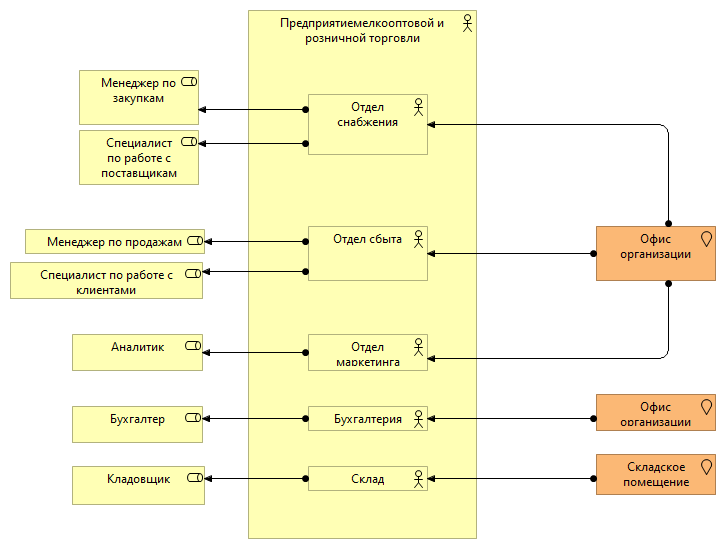 Предприятиемелкооптовой и
розничной торговли
Менеджер по
закупкам
Отдел
снабжения
Специалист
по работе с
поставщикам
Менеджер по продажам
Отдел сбыта
Офис
организации
Специалист по работе с
клиентами
Аналитик
Отдел
маркетинга
Бухгалтер
Бухгалтерия
Офис
организации
Кладовщик
Склад
Складское
помещение